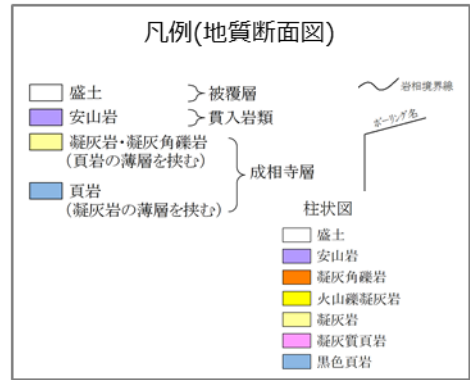 凡例(地質断面図)
盛土
被覆層
安山岩
貫入岩類
凝灰岩・凝灰角礫岩
(頁岩の薄層を挟む)
頁岩
(凝灰岩の薄層を挟む)
成相寺層
岩相境界線
ボーリング名
柱状図
盛土
安山岩
凝灰角礫岩
火山礫凝灰岩
凝灰岩
凝灰質頁岩
黒色頁岩